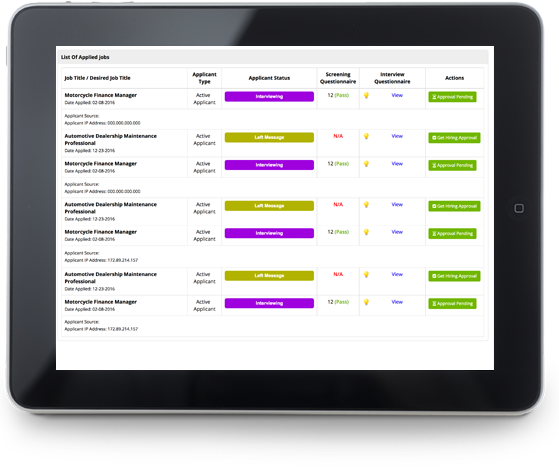 List Of Applied jobs
Job Title / Desired Job Title Applicant Type Applicant Status Screening Questionnaire Interview Questionnaire Actions
Motorcycle Finance Manager Active Applicant Interviewing 12 (Pass) View Approval Pending
Date Applied: 02-08-2016
Applicant Source:
Applicant IP Address: 000.000.000.000
Automotive Dealership Maintenance Professional Active Applicant Left Message N/A View Get Hiring Approval
Date Applied: 12-23-2016
Motorcycle Finance Manager Active Applicant Interviewing 12 (Pass) View Approval Pending
Date Applied: 02-08-2016
Applicant Source:
Applicant IP Address: 000.000.000.000
Automotive Dealership Maintenance Professional Active Applicant Left Message N/A View Get Hiring Approval
Date Applied: 12-23-2016
Motorcycle Finance Manager Active Applicant Interviewing 12 (Pass) View Approval Pending
Date Applied: 02-08-2016
Applicant Source:
Applicant IP Address: 172.89.214.157
Automotive Dealership Maintenance Professional Active Applicant Left Message N/A View Get Hiring Approval
Date Applied: 12-23-2016
Motorcycle Finance Manager Active Applicant Interviewing 12 (Pass) View Approval Pending
Date Applied: 02-08-2016
Applicant Source:
Applicant IP Address: 172.89.214.157